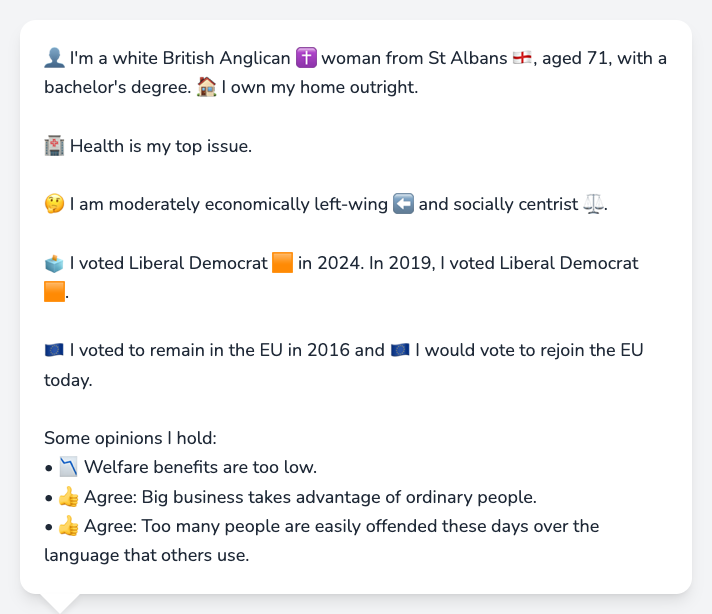 👤 I'm a white British Anglican ✝️ woman from St Albans 🏴󠁧󠁢󠁥󠁮󠁧󠁿, aged 71, with a
bachelor's degree. 🏠 I own my home outright.
🏥 Health is my top issue.
🤔 I am moderately economically left-wing ⬅️ and socially centrist ⚖️.
🗳️ I voted Liberal Democrat 🟧 in 2024. In 2019, I voted Liberal Democrat
🟧.
🇪🇺 I voted to remain in the EU in 2016 and 🇪🇺 I would vote to rejoin the EU
today.
Some opinions I hold:
• 📉 Welfare benefits are too low.
• 👍 Agree: Big business takes advantage of ordinary people.
• 👍 Agree: Too many people are easily offended these days over the
language that others use.